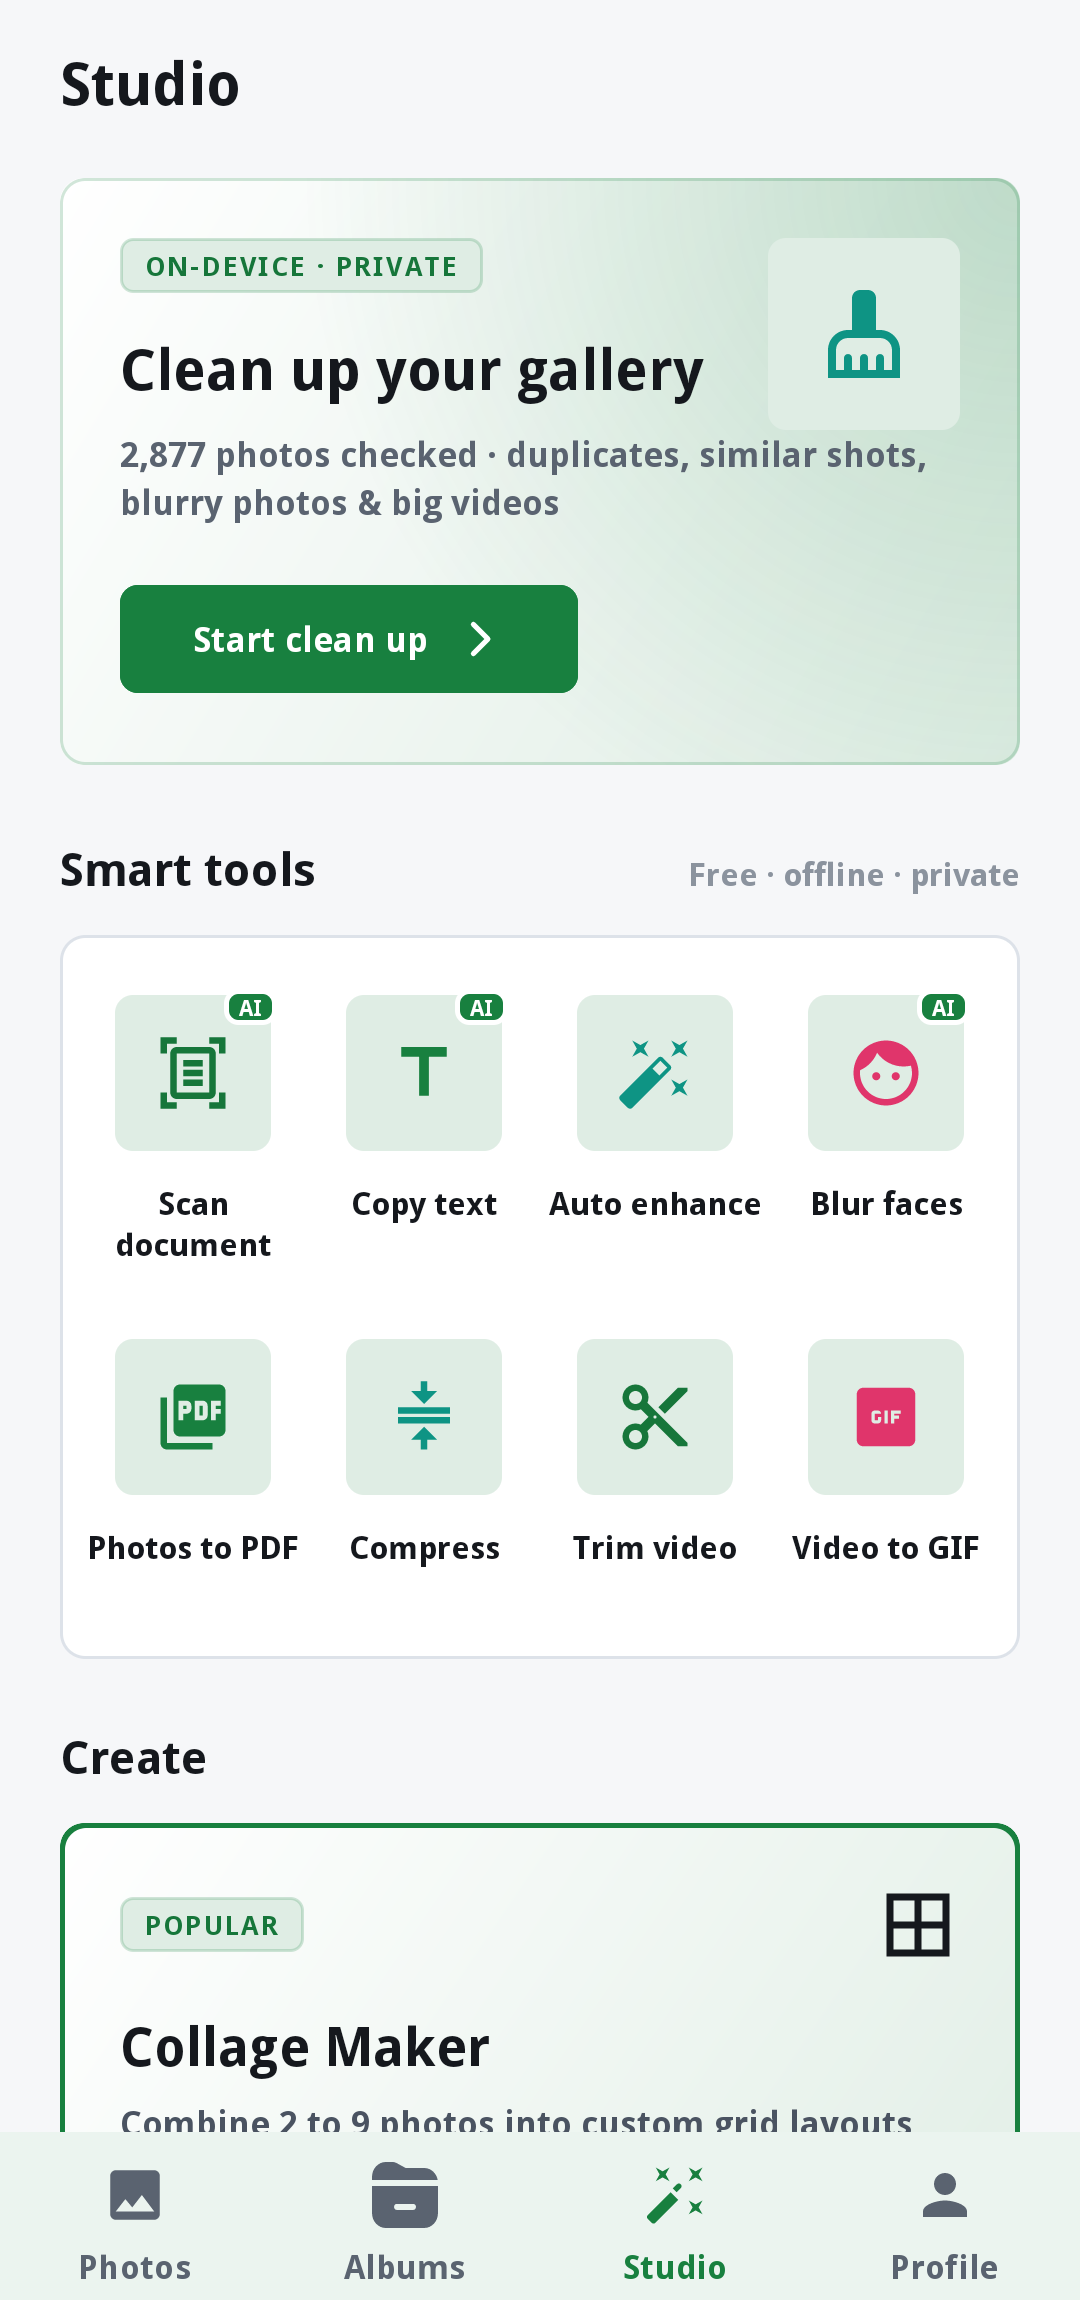 Studio
ON-DEVICE · PRIVATE
Clean up your gallery
2,877 photos checked · duplicates, similar shots,
blurry photos & big videos
Start clean up
Smart tools
Free · offline · private
AI
AI
AI
T
Scan
document
Copy text
Auto enhance
Blur faces
PDF
GIF
Photos to PDF
Compress
Trim video
Video to GIF
Create
POPULAR
Collage Maker
Combine 2 to 9 photos into custom grid layouts
Photos
Albums
Studio
Profile